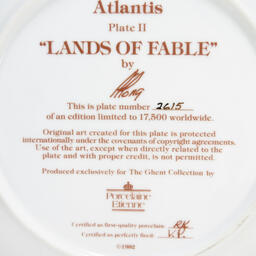 Atlantis
Plate II
"LANDS OF FABLE"
by
This is plate number 2615
of an edition limited to 17,500 worldwide.
Original art created for this plate is protected
internationally under the covenants of copyright agreements.
Use of the art, except when directly related to the
plate and with proper credit, is not permitted.
Produced exclusively for The Ghent Collection by
Porcelaine
Etienne
Certified as first-quality porcelain
Certified as perfectly fired:
©1982